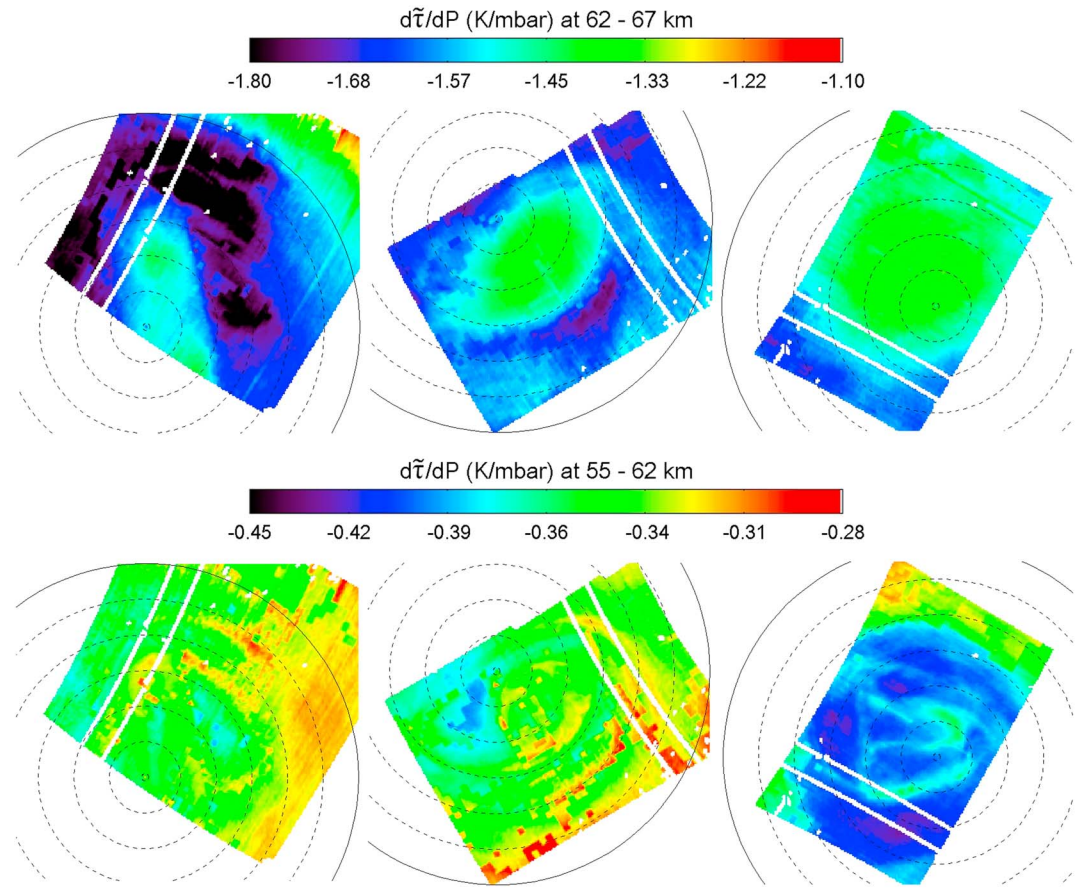 dτ̃/dP (K/mbar) at 62 - 67 km
-1.80 -1.68 -1.57 -1.45 -1.33 -1.22 -1.10
dτ̃/dP (K/mbar) at 55 - 62 km
-0.45 -0.42 -0.39 -0.36 -0.34 -0.31 -0.28